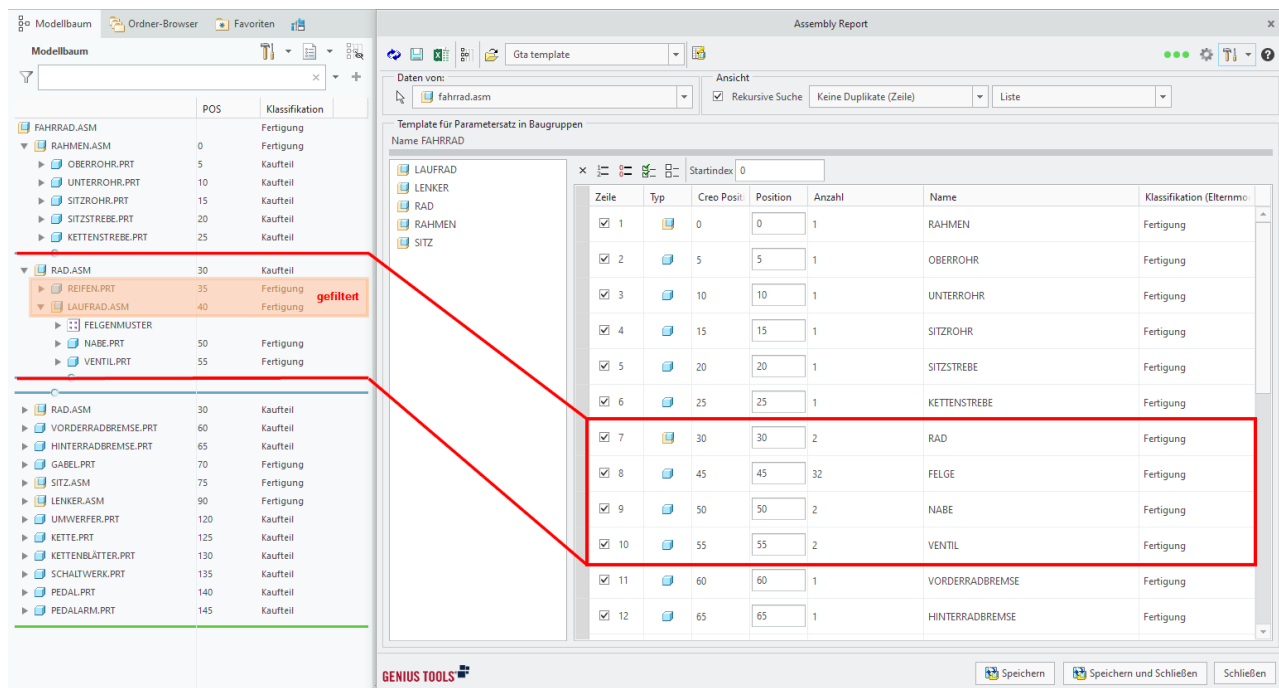 Modellbaum Ordner-Browser Favoriten
Modellbaum
POS Klassifikation
FAHRRAD.ASM Fertigung
RAHMEN.ASM 0 Fertigung
OBERROHR.PRT 5 Kaufteil
UNTERROHR.PRT 10 Kaufteil
SITZROHR.PRT 15 Kaufteil
SITZSTREBE.PRT 20 Kaufteil
KETTENSTREBE.PRT 25 Kaufteil
RAD.ASM 30 Kaufteil
REIFEN.PRT 35 Fertigung
gefiltert
LAUFRAD.ASM 40 Fertigung
FELGENMUSTER
NABE.PRT 50 Fertigung
VENTIL.PRT 55 Fertigung
RAD.ASM 30 Kaufteil
VORDERRADBREMSE.PRT 60 Kaufteil
HINTERRADBREMSE.PRT 65 Kaufteil
GABEL.PRT 70 Fertigung
SITZ.ASM 75 Fertigung
LENKER.ASM 90 Fertigung
UMWERFER.PRT 120 Kaufteil
KETTE.PRT 125 Kaufteil
KETTENBLÄTTER.PRT 130 Kaufteil
SCHALTWERK.PRT 135 Kaufteil
PEDAL.PRT 140 Kaufteil
PEDALARM.PRT 145 Kaufteil
Assembly Report
Gta template
Daten von: Ansicht
fahrrad.asm Rekursive Suche Keine Duplikate (Zeile) Liste
Template für Parametersatz in Baugruppen
Name FAHRRAD
LAUFRAD
LENKER
RAD
RAHMEN
SITZ
Startindex 0
Zeile Typ Creo Positi Position Anzahl Name Klassifikation (Elternmo
1 0 0 1 RAHMEN Fertigung
2 5 5 1 OBERROHR Fertigung
3 10 10 1 UNTERROHR Fertigung
4 15 15 1 SITZROHR Fertigung
5 20 20 1 SITZSTREBE Fertigung
6 25 25 1 KETTENSTREBE Fertigung
7 30 30 2 RAD Fertigung
8 45 45 32 FELGE Fertigung
9 50 50 2 NABE Fertigung
10 55 55 2 VENTIL Fertigung
11 60 60 1 VORDERRADBREMSE Fertigung
12 65 65 1 HINTERRADBREMSE Fertigung
GENIUS TOOLS
Speichern Speichern und Schließen Schließen